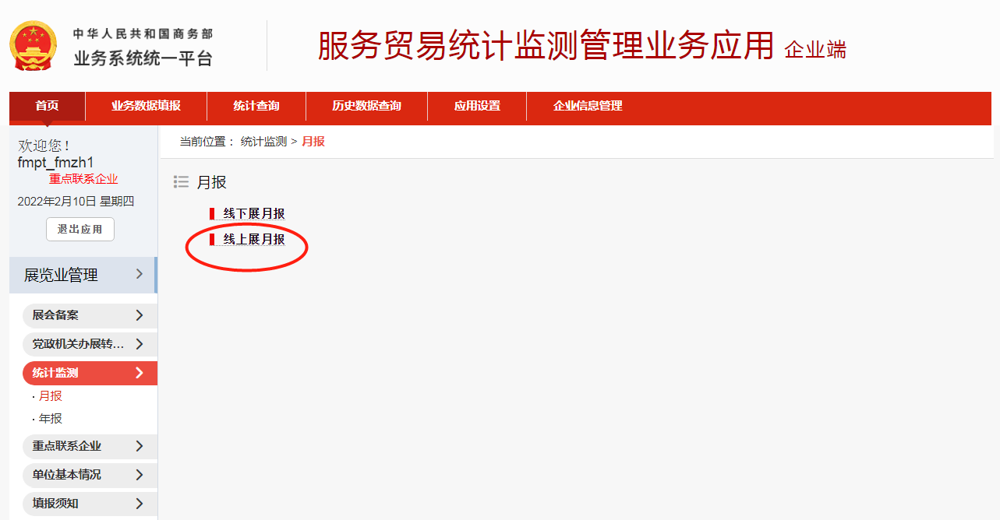 中华人民共和国商务部
业务系统统一平台
服务贸易统计监测管理业务应用 企业端
首页 业务数据填报 统计查询 历史数据查询 应用设置 企业信息管理
欢迎您！
fmpt_fmzh1
重点联系企业
2022年2月10日 星期四
退出应用
展览业管理
展会备案
党政机关办展转...
统计监测
· 月报
· 年报
重点联系企业
单位基本情况
填报须知
当前位置： 统计监测 > 月报
月报
线下展月报
线上展月报